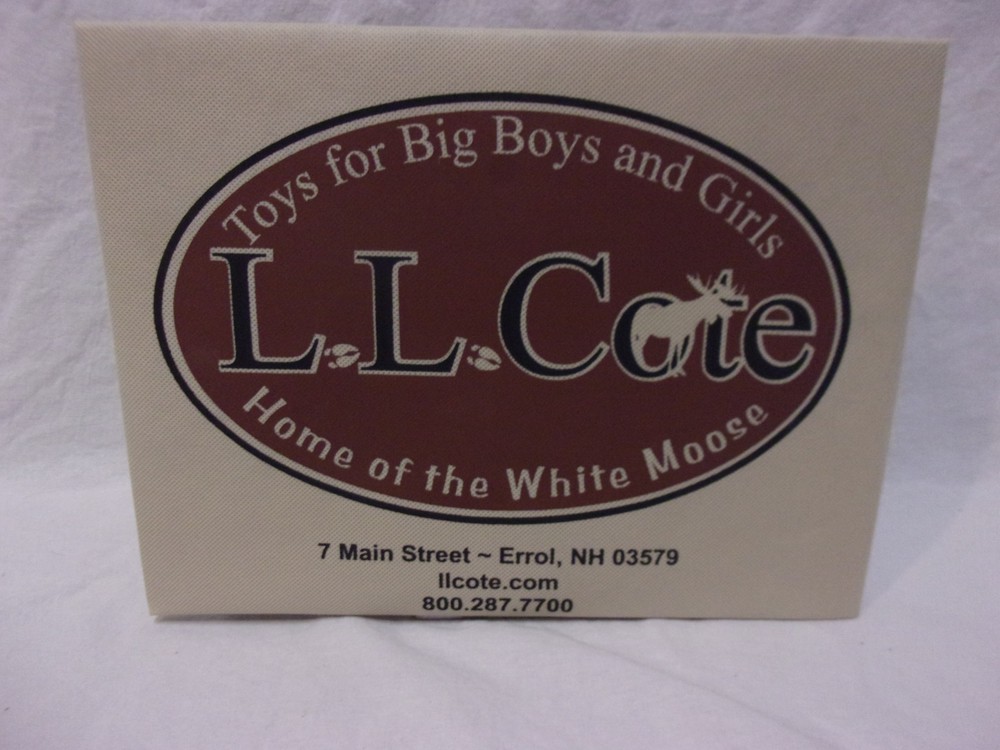 Toys for Big Boys and Girls
L.L.Cote
Home of the White Moose
7 Main Street ~ Errol, NH 03579
llcote.com
800.287.7700